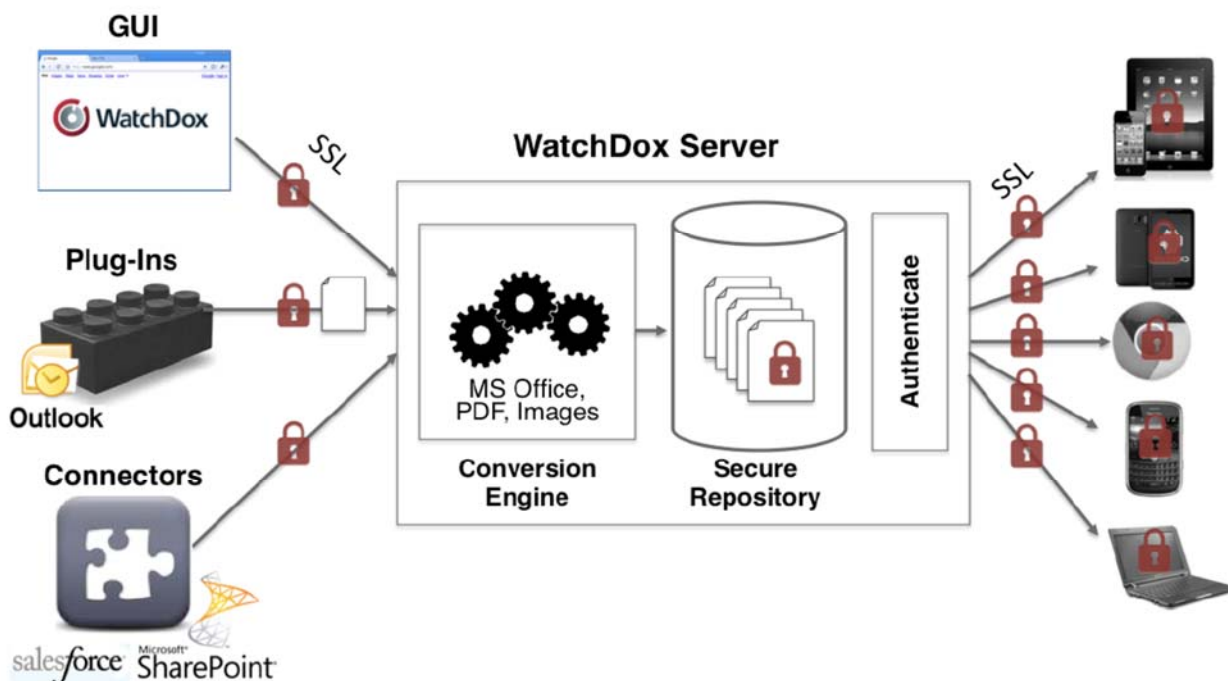 GUI
WatchDox
SSL
WatchDox Server
SSL
Plug-Ins
Outlook
MS Office,
PDF, Images
Authenticate
Conversion
Engine
Secure
Repository
Connectors
salesforce
Microsoft®
SharePoint®